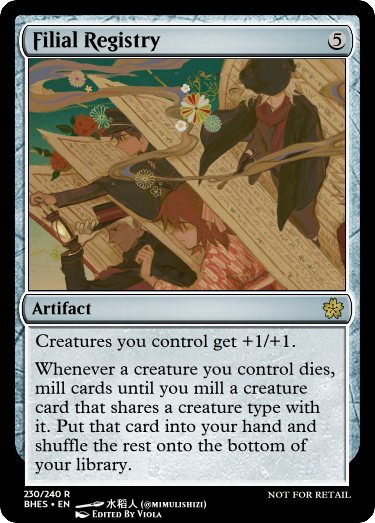 Filial Registry 5
Artifact
Creatures you control get +1/+1.
Whenever a creature you control dies,
mill cards until you mill a creature
card that shares a creature type with
it. Put that card into your hand and
shuffle the rest onto the bottom of
your library.
230/240 R
NOT FOR RETAIL
BHES • EN 水稻人 (@MIMULISHIZI)
EDITED BY VIOLA